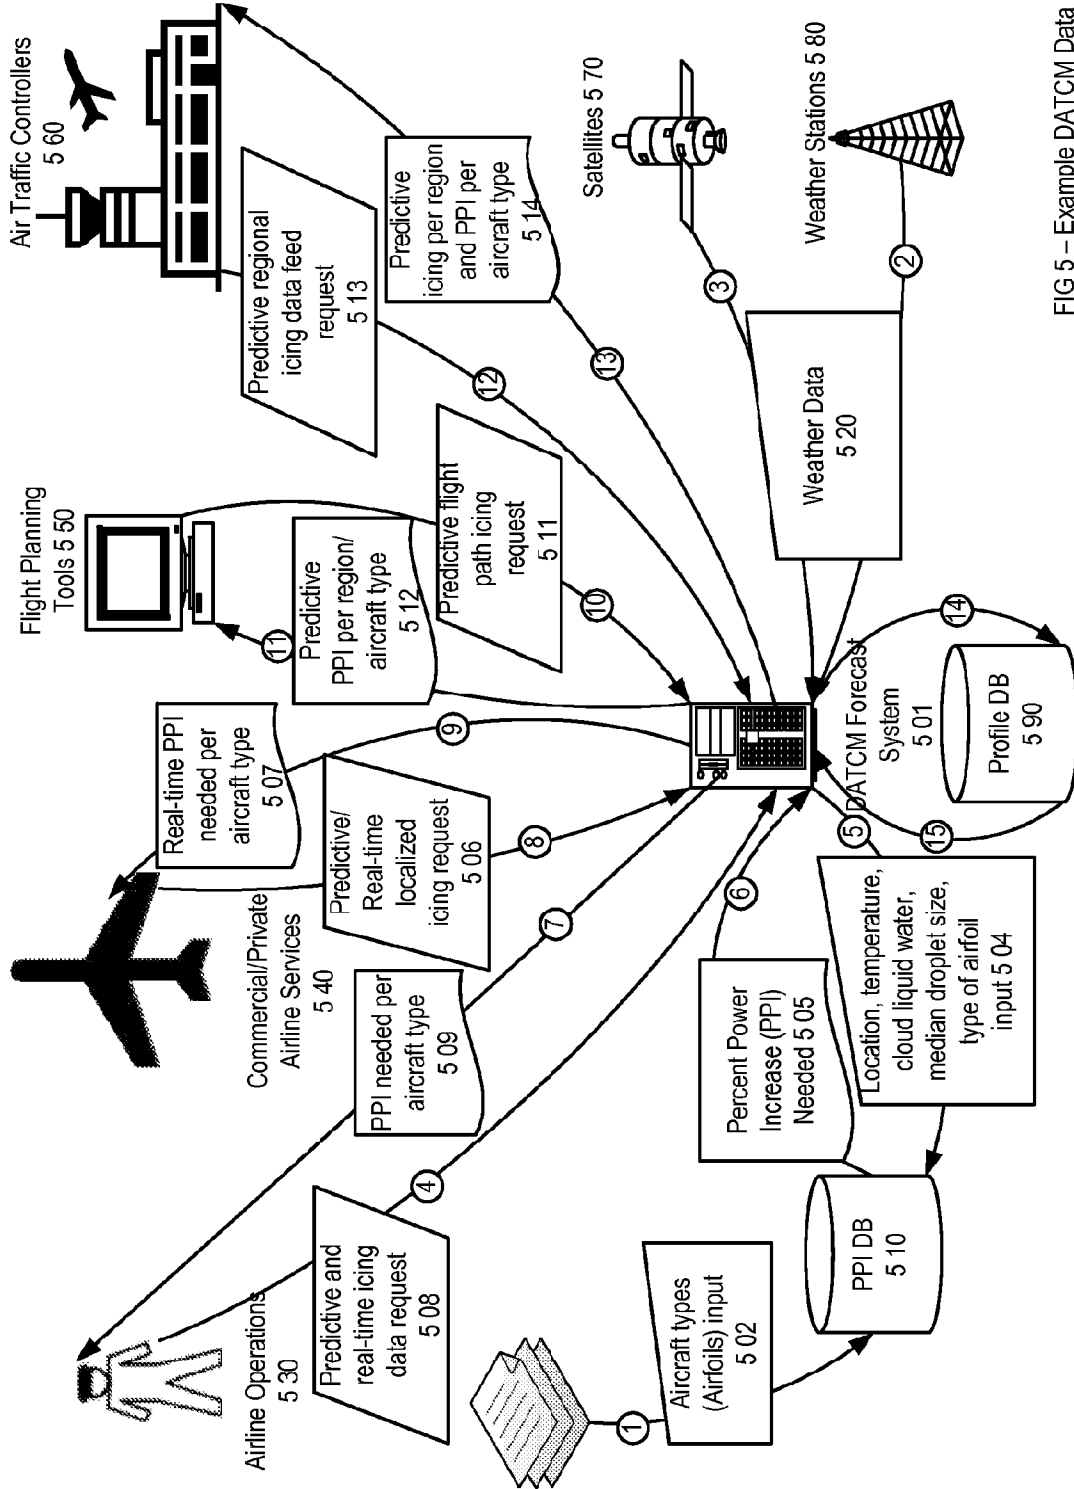 Airline Operations
5 30
Predictive and
real-time icing
data request
5 08
4
PPI needed per
aircraft type
5 09
7
Commercial/Private
Airline Services
5 40
Real-time PPI
needed per
aircraft type
5 07
9
Predictive/
Real-time
localized
icing request
5 06
8
Flight Planning
Tools 5 50
11
Predictive
PPI per region/
aircraft type
5 12
Predictive flight
path icing
request
5 11
10
Air Traffic Controllers
5 60
Predictive regional
icing data feed
request
5 13
12
Predictive
icing per region
and PPI per
aircraft type
5 14
13
Satellites 5 70
3
Weather Stations 5 80
2
Weather Data
5 20
1
Aircraft types
(Airfoils) input
5 02
PPI DB
5 10
Percent Power
Increase (PPI)
Needed 5 05
6
Location, temperature,
cloud liquid water,
median droplet size,
type of airfoil
input 5 04
5
DATCM Forecast
System
5 01
14
15
Profile DB
5 90
FIG 5 – Example DATCM Data